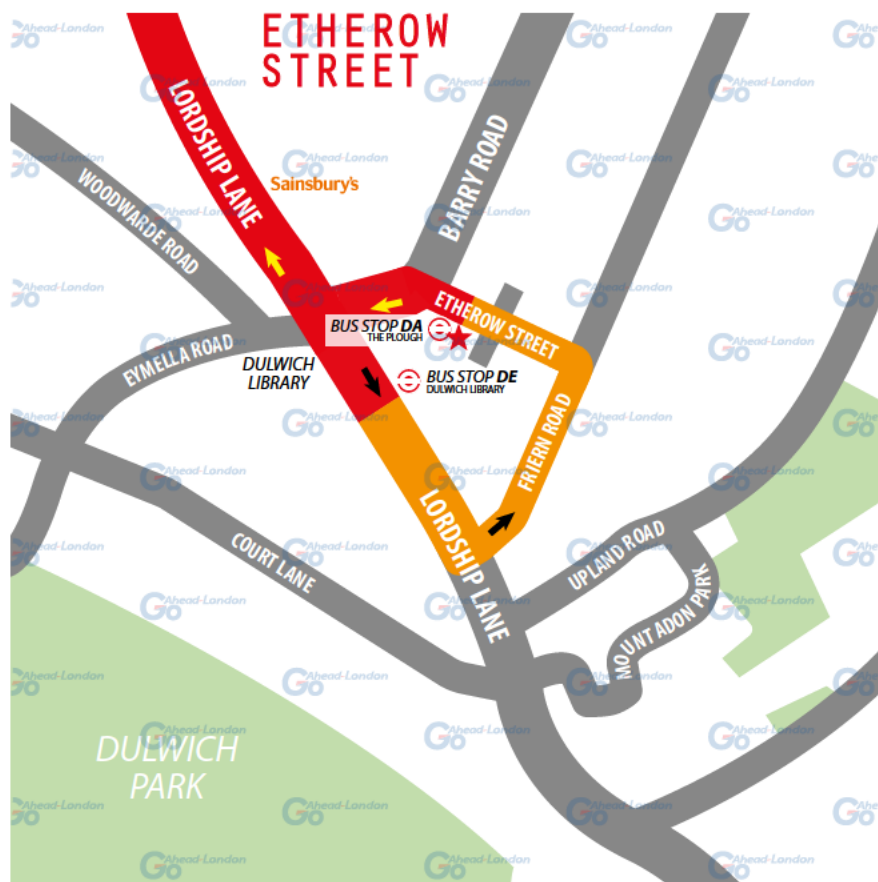 ETHEROW
STREET
LORDSHIP LANE
Sainsbury's
BARRY ROAD
WOODWARDE ROAD
ETHEROW STREET
BUS STOP DA
THE PLOUGH
EYMELLA ROAD
DULWICH
LIBRARY
BUS STOP DE
DULWICH LIBRARY
FRIERN ROAD
LORDSHIP LANE
COURT LANE
UPLAND ROAD
MOUNT ADON PARK
DULWICH
PARK
Go Ahead-London